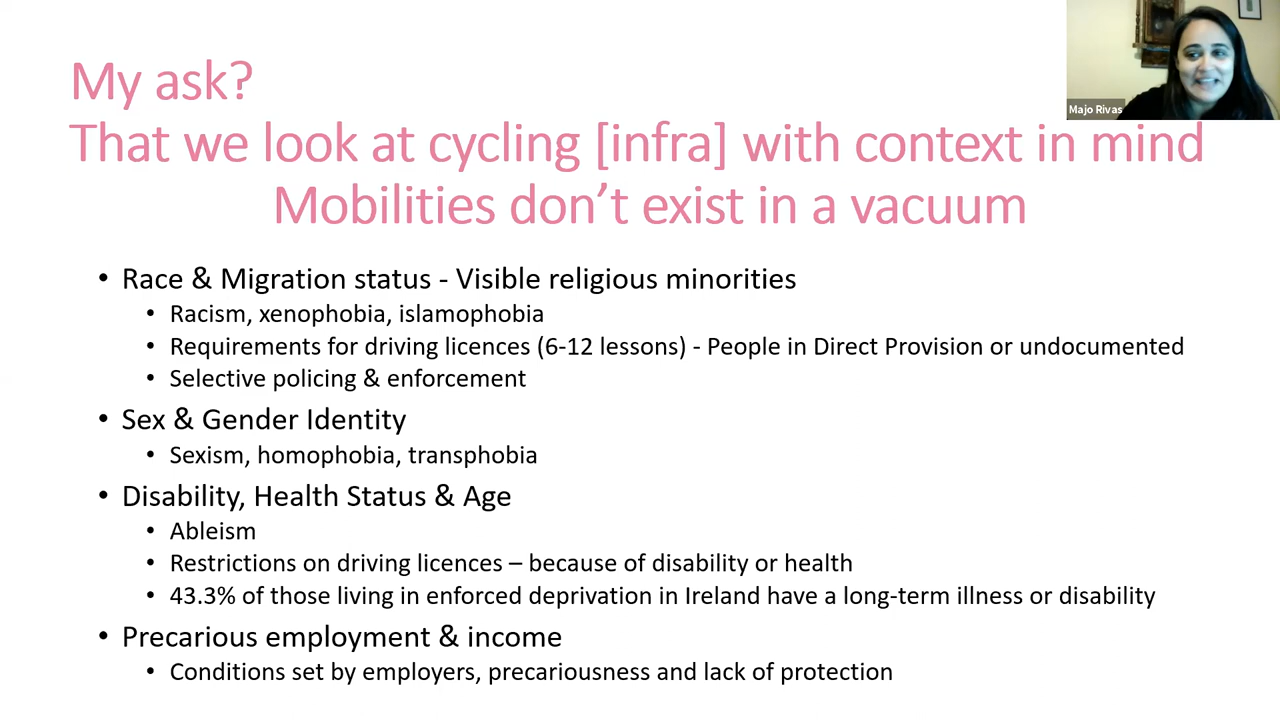 My ask?
That we look at cycling [infra] with context in mind
Mobilities don’t exist in a vacuum
Majo Rivas
• Race & Migration status - Visible religious minorities
• Racism, xenophobia, islamophobia
• Requirements for driving licences (6-12 lessons) - People in Direct Provision or undocumented
• Selective policing & enforcement
• Sex & Gender Identity
• Sexism, homophobia, transphobia
• Disability, Health Status & Age
• Ableism
• Restrictions on driving licences – because of disability or health
• 43.3% of those living in enforced deprivation in Ireland have a long-term illness or disability
• Precarious employment & income
• Conditions set by employers, precariousness and lack of protection